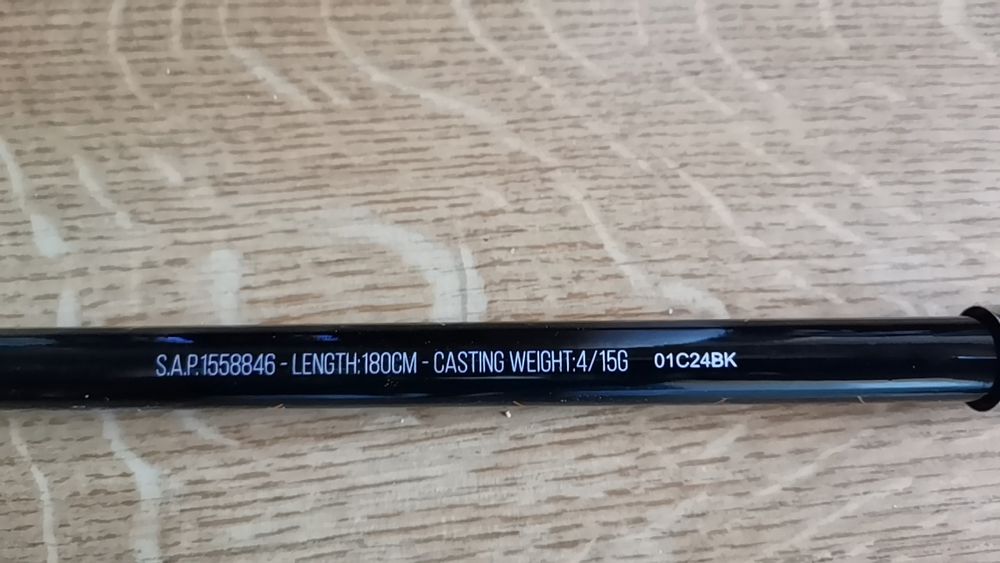 S.A.P.1558846 - LENGTH:180CM - CASTING WEIGHT:4/15G 01C24BK